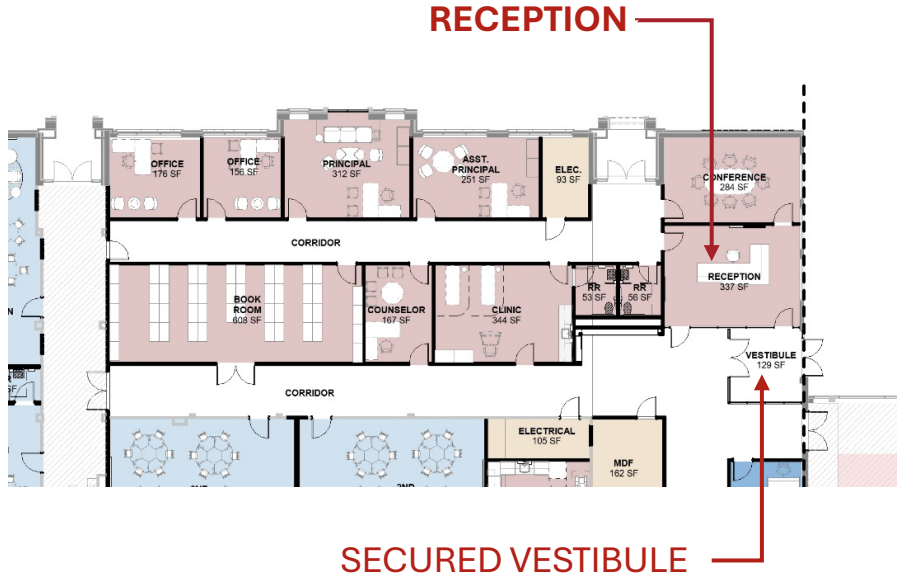 RECEPTION
OFFICE
176 SF
OFFICE
156 SF
PRINCIPAL
312 SF
ASST.
PRINCIPAL
251 SF
ELEC.
93 SF
CONFERENCE
284 SF
CORRIDOR
RECEPTION
337 SF
BOOK
ROOM
608 SF
COUNSELOR
167 SF
CLINIC
344 SF
RR
53 SF
RR
56 SF
VESTIBULE
129 SF
CORRIDOR
ELECTRICAL
105 SF
MDF
162 SF
SECURED VESTIBULE